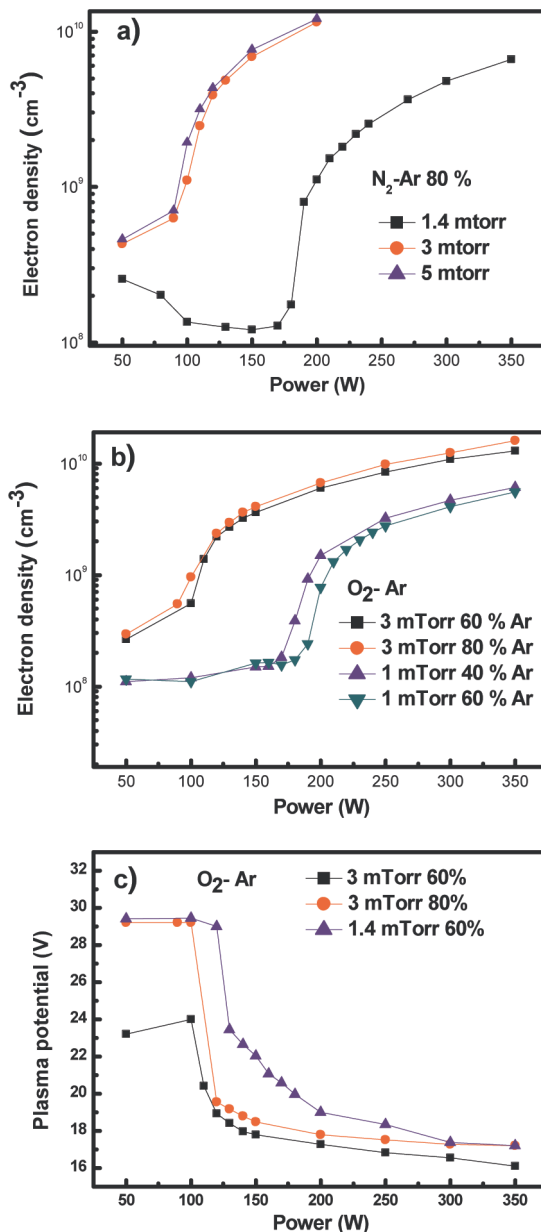 a)
10^10
10^9
10^8
Electron density (cm^-3)
N2-Ar 80 %
1.4 mtorr
3 mtorr
5 mtorr
50 100 150 200 250 300 350
Power (W)
b)
10^10
10^9
10^8
Electron density (cm^-3)
O2- Ar
3 mTorr 60 % Ar
3 mTorr 80 % Ar
1 mTorr 40 % Ar
1 mTorr 60 % Ar
50 100 150 200 250 300 350
Power (W)
c)
O2- Ar
3 mTorr 60%
3 mTorr 80%
1.4 mTorr 60%
32
30
28
26
24
22
20
18
16
Plasma potential (V)
50 100 150 200 250 300 350
Power (W)